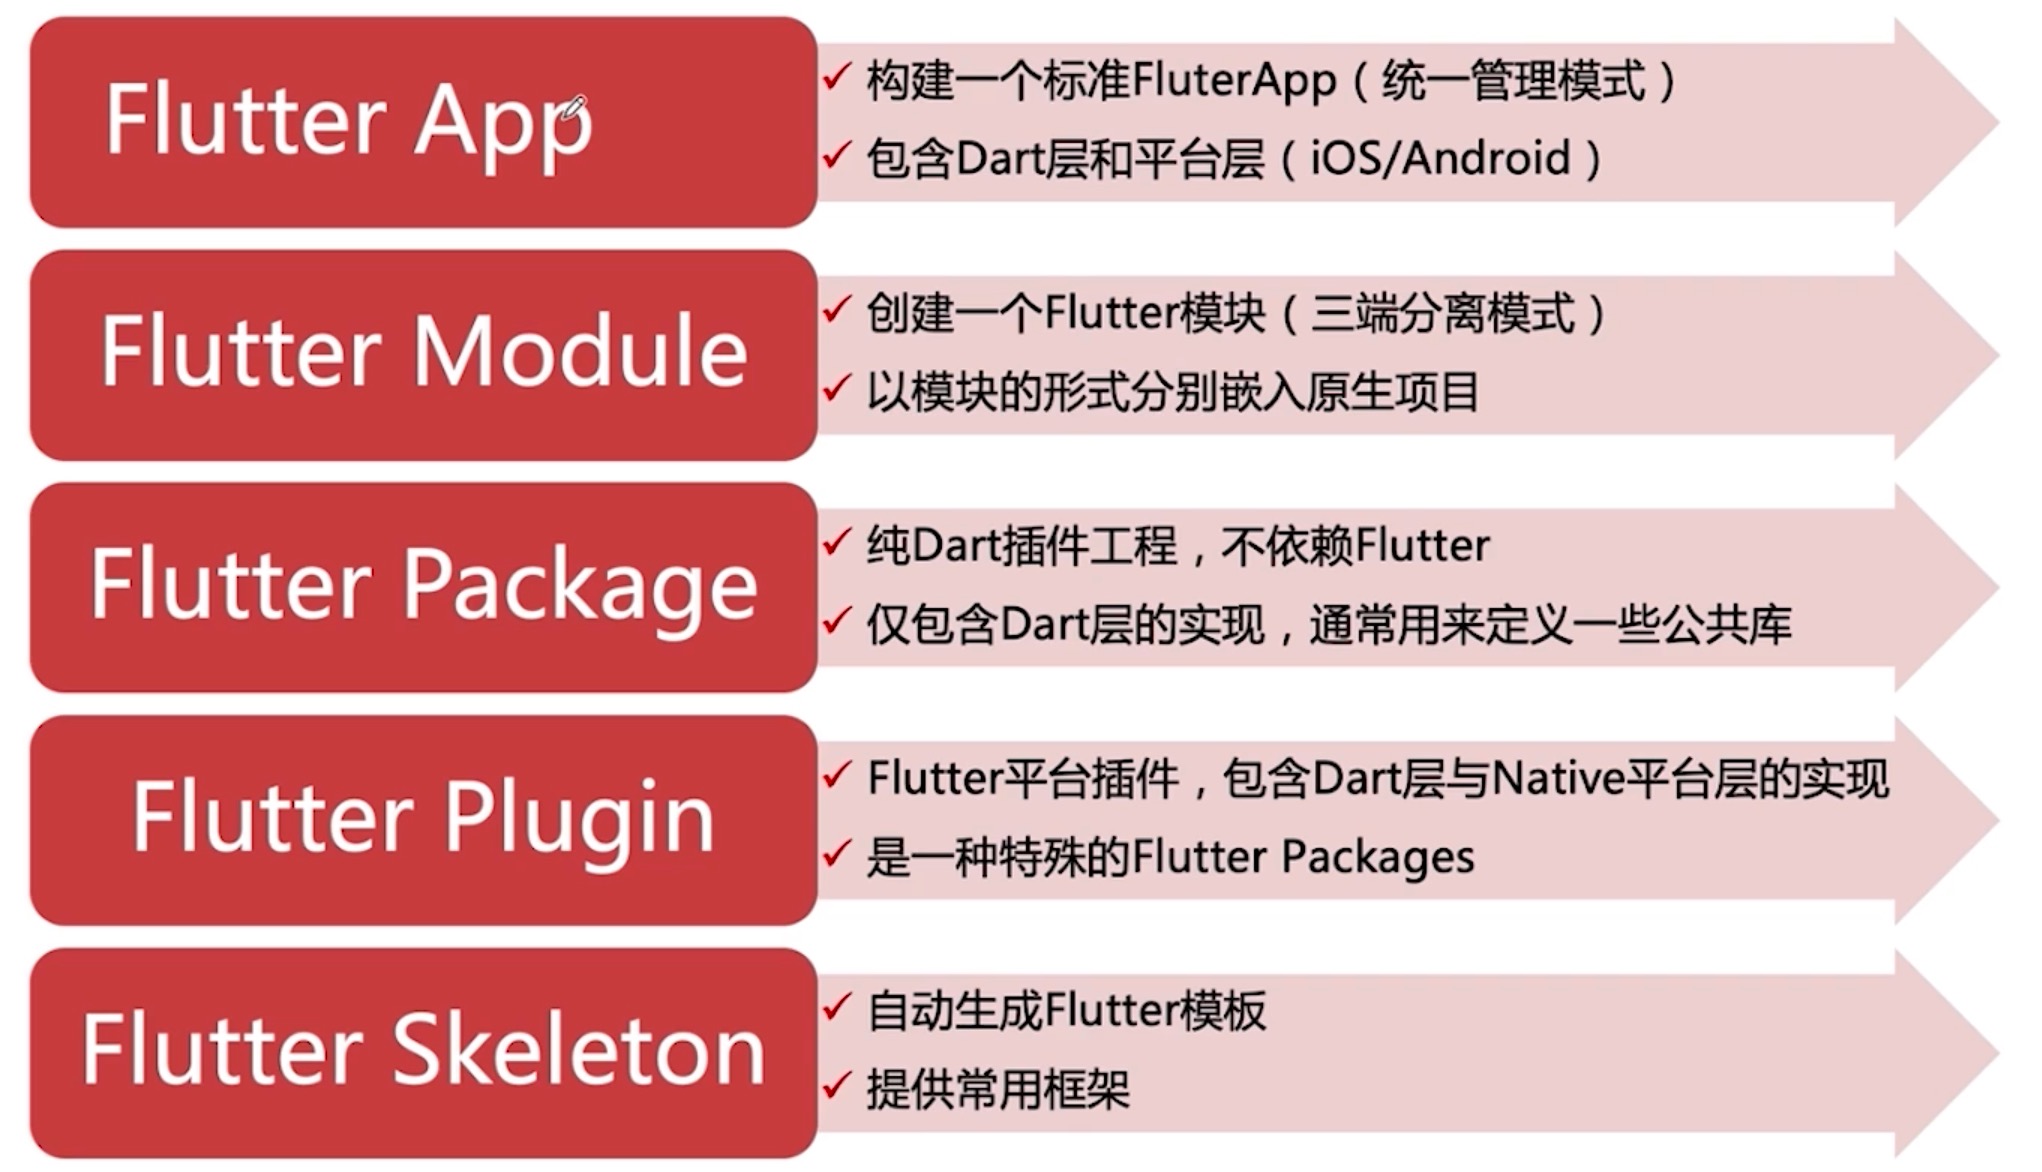 Flutter App
✓ 构建一个标准FluterApp（统一管理模式）
✓ 包含Dart层和平台层（iOS/Android）
Flutter Module
✓ 创建一个Flutter模块（三端分离模式）
✓ 以模块的形式分别嵌入原生项目
Flutter Package
✓ 纯Dart插件工程，不依赖Flutter
✓ 仅包含Dart层的实现，通常用来定义一些公共库
Flutter Plugin
✓ Flutter平台插件，包含Dart层与Native平台层的实现
✓ 是一种特殊的Flutter Packages
Flutter Skeleton
✓ 自动生成Flutter模板
✓ 提供常用框架